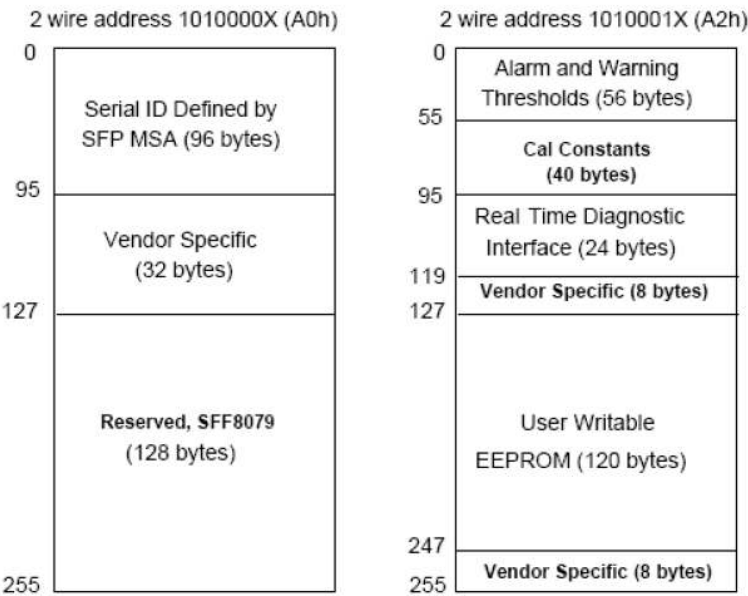 2 wire address 1010000X (A0h)
0
Serial ID Defined by
SFP MSA (96 bytes)
95
Vendor Specific
(32 bytes)
127
Reserved, SFF8079
(128 bytes)
255
2 wire address 1010001X (A2h)
0
Alarm and Warning
Thresholds (56 bytes)
55
Cal Constants
(40 bytes)
95
Real Time Diagnostic
Interface (24 bytes)
119
Vendor Specific (8 bytes)
127
User Writable
EEPROM (120 bytes)
247
Vendor Specific (8 bytes)
255